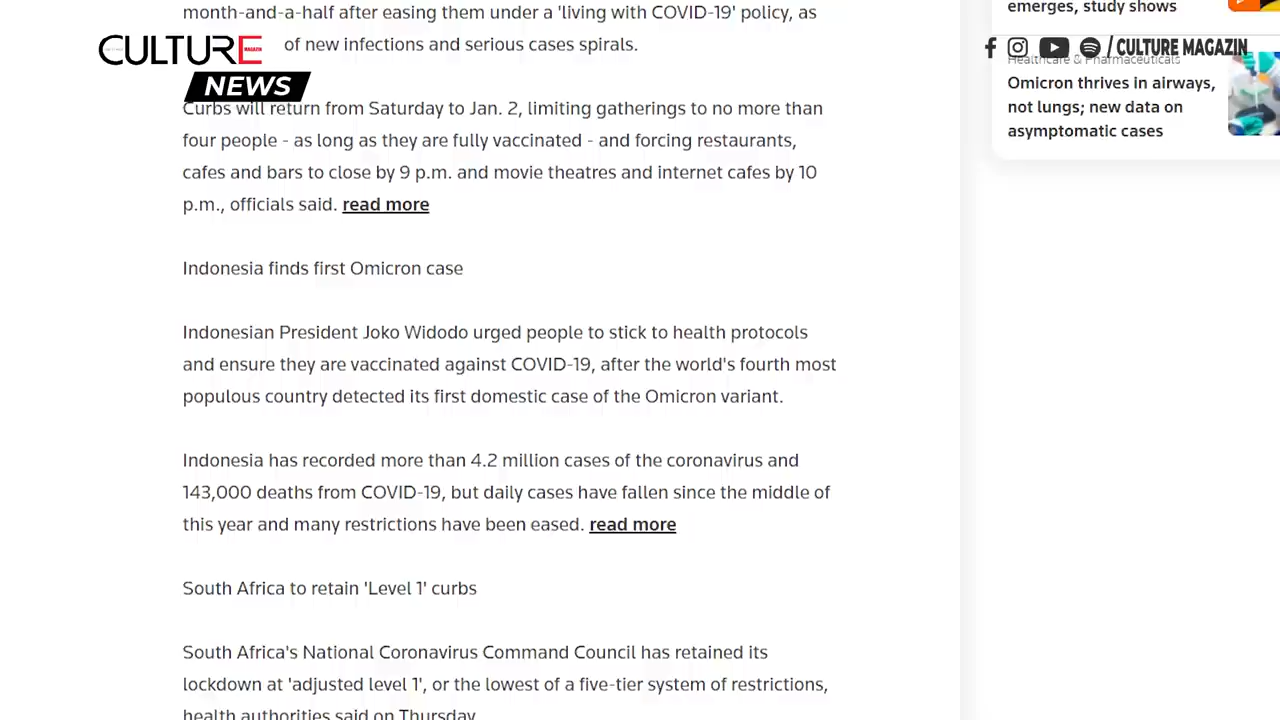 month-and-a-half after easing them under a 'living with COVID-19' policy, as
of new infections and serious cases spirals.
CULTURE
NEWS
Curbs will return from Saturday to Jan. 2, limiting gatherings to no more than
four people - as long as they are fully vaccinated - and forcing restaurants,
cafes and bars to close by 9 p.m. and movie theatres and internet cafes by 10
p.m., officials said. read more
Indonesia finds first Omicron case
Indonesian President Joko Widodo urged people to stick to health protocols
and ensure they are vaccinated against COVID-19, after the world's fourth most
populous country detected its first domestic case of the Omicron variant.
Indonesia has recorded more than 4.2 million cases of the coronavirus and
143,000 deaths from COVID-19, but daily cases have fallen since the middle of
this year and many restrictions have been eased. read more
South Africa to retain 'Level 1' curbs
South Africa's National Coronavirus Command Council has retained its
lockdown at 'adjusted level 1', or the lowest of a five-tier system of restrictions,
health authorities said on Thursday
emerges, study shows
/ CULTURE MAGAZIN
Healthcare & Pharmaceuticals
Omicron thrives in airways,
not lungs; new data on
asymptomatic cases